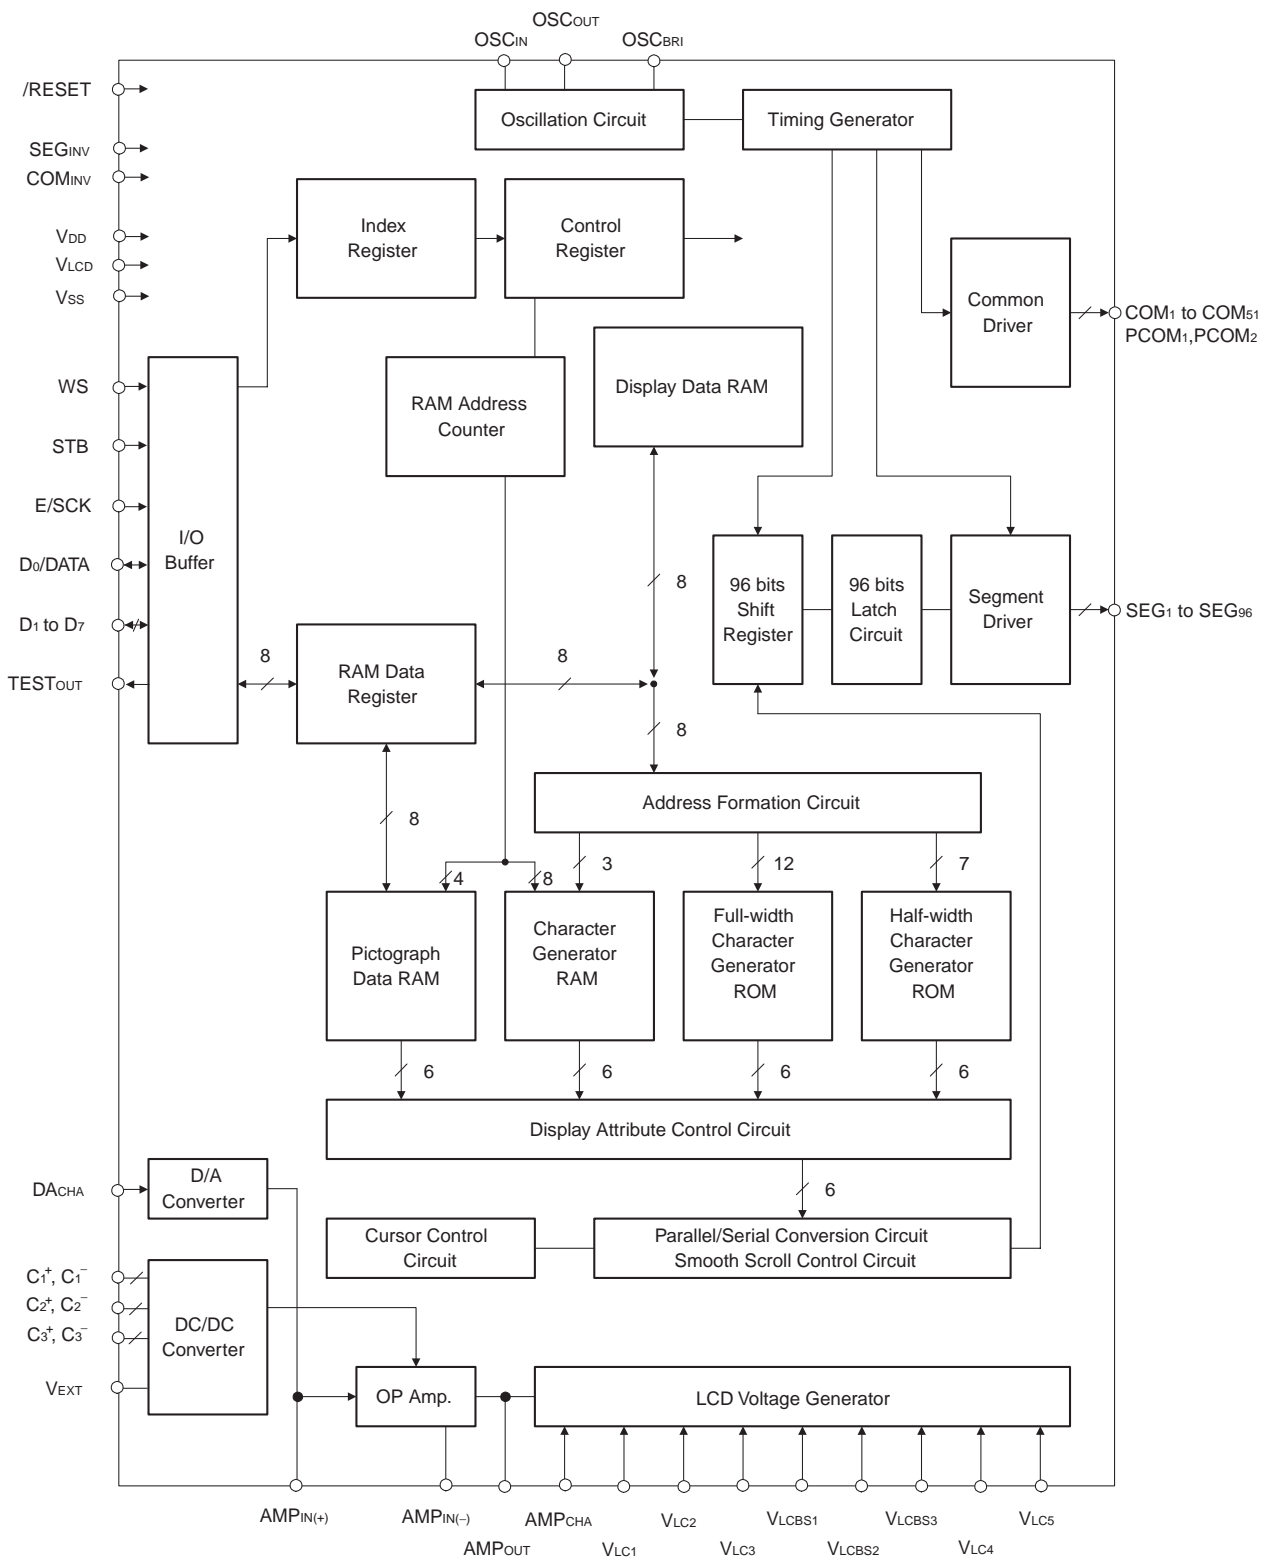 OSCOUT
OSCIN
OSCBRI
/RESET
Oscillation Circuit
Timing Generator
SEGINV
COMINV
Index
Register
Control
Register
VDD
VLCD
VSS
Common
Driver
COM1 to COM51
PCOM1,PCOM2
WS
Display Data RAM
RAM Address
Counter
STB
E/SCK
I/O
Buffer
D0/DATA
8
96 bits
Shift
Register
96 bits
Latch
Circuit
Segment
Driver
SEG1 to SEG96
D1 to D7
8
RAM Data
Register
8
TESTOUT
8
Address Formation Circuit
8
3
12
7
4
8
Pictograph
Data RAM
Character
Generator
RAM
Full-width
Character
Generator
ROM
Half-width
Character
Generator
ROM
6
6
6
6
Display Attribute Control Circuit
DACHA
D/A
Converter
6
Cursor Control
Circuit
Parallel/Serial Conversion Circuit
Smooth Scroll Control Circuit
C1+, C1–
C2+, C2–
C3+, C3–
DC/DC
Converter
VEXT
OP Amp.
LCD Voltage Generator
AMPIN(+)
AMPIN(–)
AMPOUT
AMPCHA
VLC1
VLC2
VLC3
VLCBS1
VLCBS2
VLCBS3
VLC4
VLC5